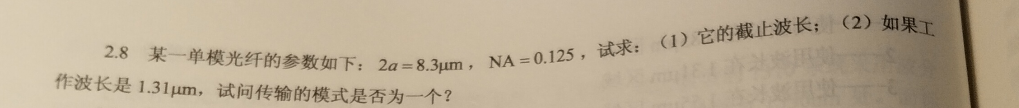 2.8 某一单模光纤的参数如下：2a=8.3μm，NA=0.125，试求：（1）它的截止波长；（2）如果工
作波长是 1.31μm，试问传输的模式是否为一个？